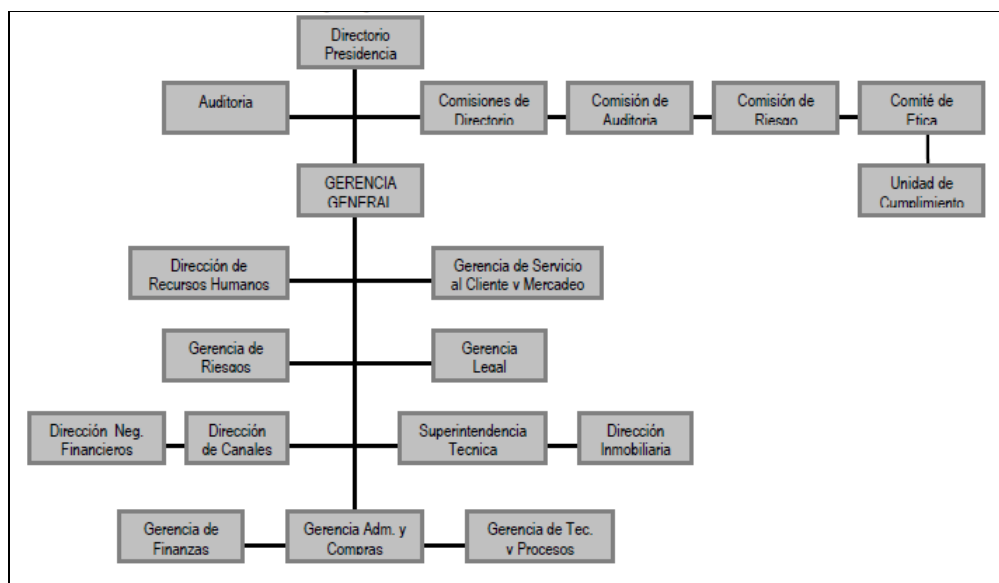 Directorio
Presidencia
Auditoria
Comisiones de
Directorio
Comisión de
Auditoria
Comisión de
Riesgo
Comité de
Etica
GERENCIA
GENERAL
Unidad de
Cumplimiento
Dirección de
Recursos Humanos
Gerencia de Servicio
al Cliente y Mercadeo
Gerencia de
Riesgos
Gerencia
Legal
Dirección Neg.
Financieros
Dirección
de Canales
Superintendencia
Tecnica
Dirección
Inmobiliaria
Gerencia de
Finanzas
Gerencia Adm. y
Compras
Gerencia de Tec.
y Procesos